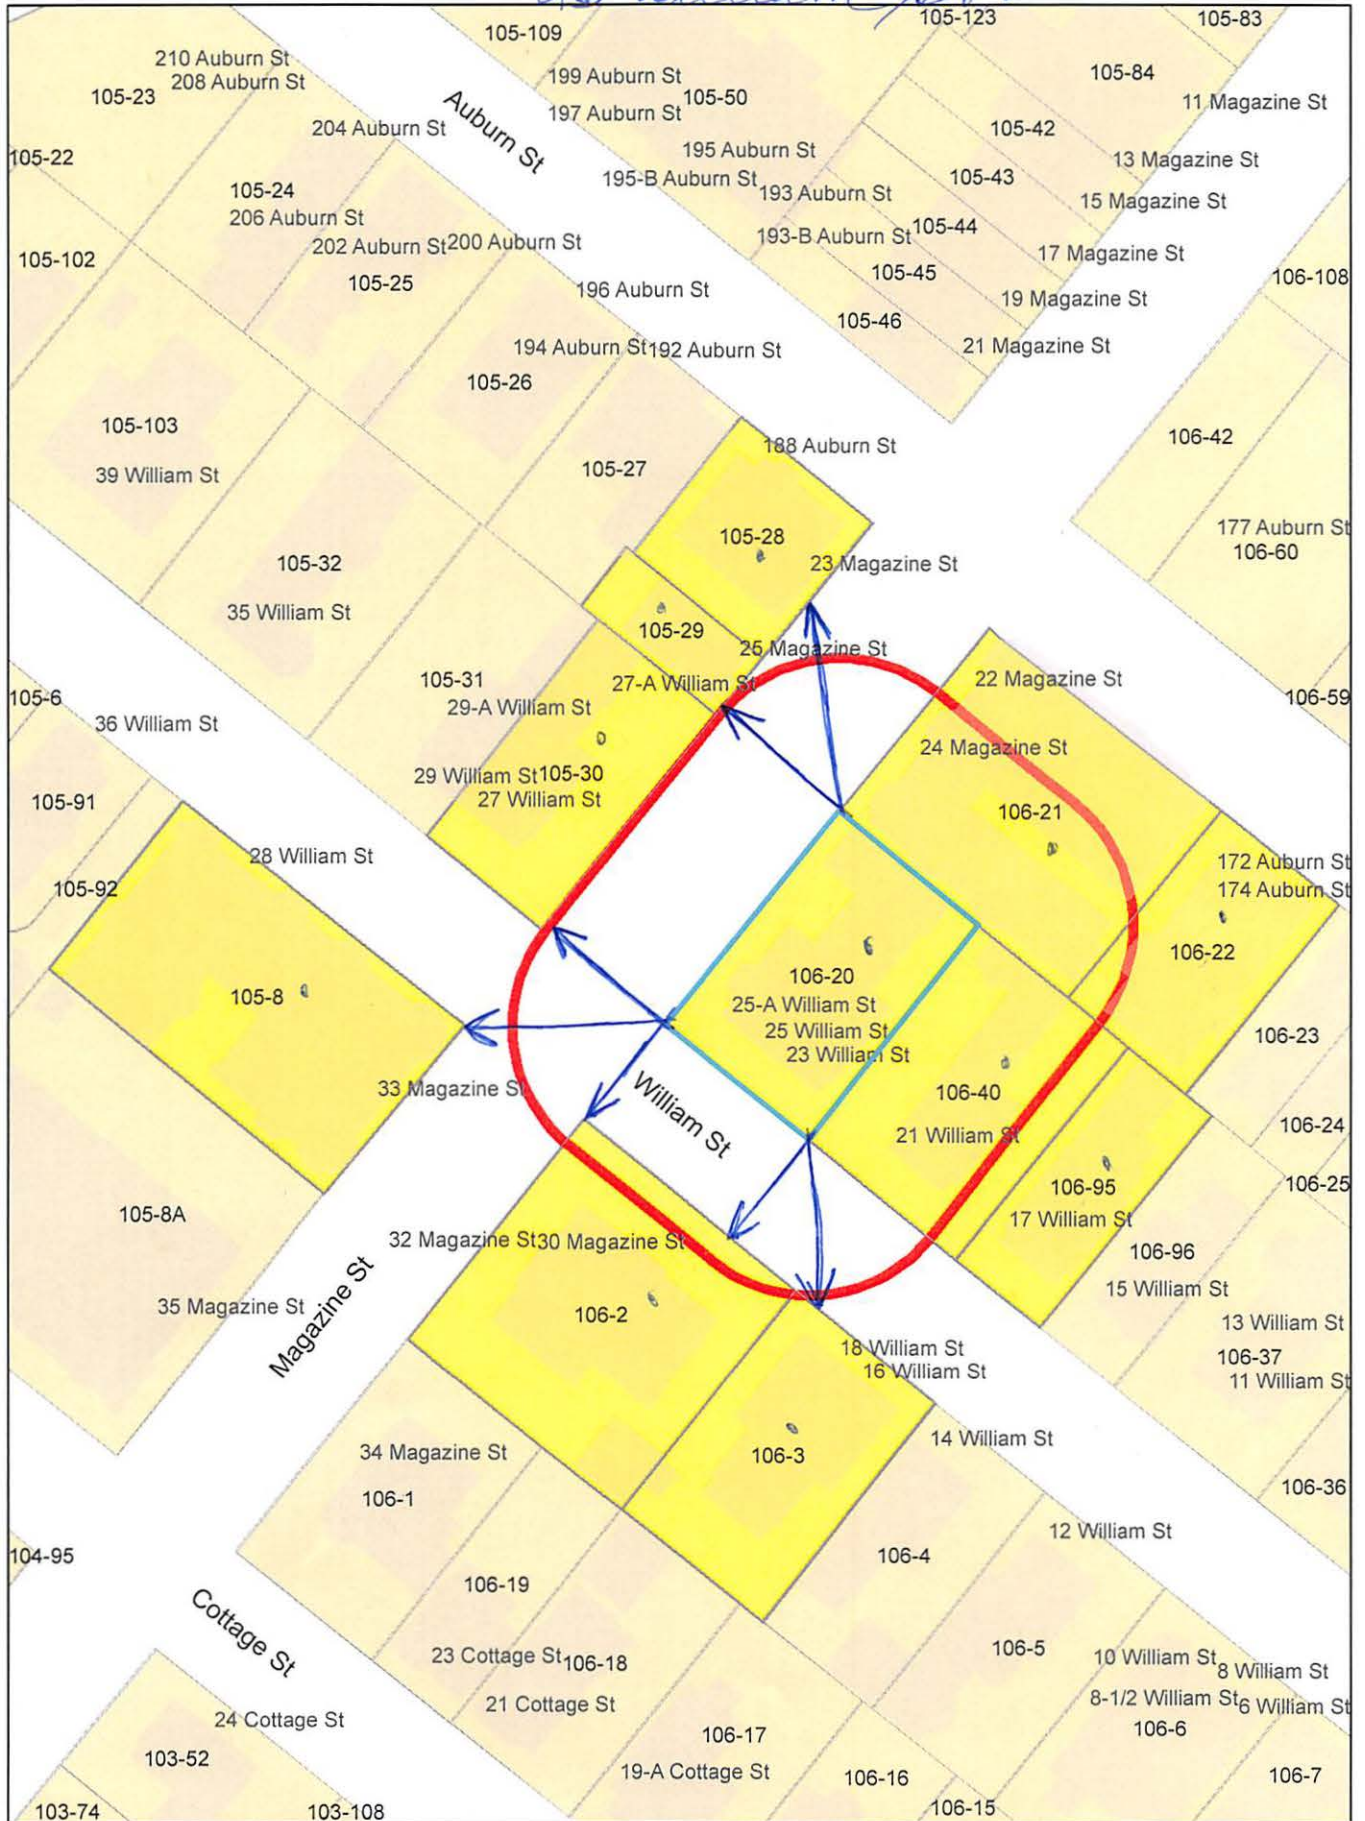 105-109
105-123
105-83
210 Auburn St
208 Auburn St
105-23
199 Auburn St
105-50
197 Auburn St
105-84
11 Magazine St
Auburn St
204 Auburn St
105-42
105-22
195 Auburn St
13 Magazine St
105-24
195-B Auburn St
193 Auburn St
105-43
15 Magazine St
206 Auburn St
202 Auburn St
200 Auburn St
193-B Auburn St
105-44
17 Magazine St
105-102
105-25
105-45
106-108
196 Auburn St
19 Magazine St
105-46
194 Auburn St
192 Auburn St
21 Magazine St
105-26
105-103
106-42
188 Auburn St
39 William St
105-27
177 Auburn St
105-28
106-60
105-32
23 Magazine St
35 William St
105-29
25 Magazine St
105-31
27-A William St
22 Magazine St
105-6
29-A William St
106-59
36 William St
24 Magazine St
29 William St
105-30
27 William St
105-91
106-21
28 William St
172 Auburn St
105-92
174 Auburn St
106-22
106-20
105-8
25-A William St
25 William St
106-23
23 William St
33 Magazine St
William St
106-40
106-24
21 William St
106-95
106-25
105-8A
17 William St
32 Magazine St
30 Magazine St
106-96
15 William St
35 Magazine St
Magazine St
106-2
13 William St
18 William St
106-37
16 William St
11 William St
34 Magazine St
106-3
14 William St
106-1
106-36
12 William St
104-95
106-4
106-19
Cottage St
23 Cottage St
106-18
106-5
10 William St
8 William St
21 Cottage St
8-1/2 William St
6 William St
24 Cottage St
106-17
106-6
103-52
19-A Cottage St
106-16
106-7
103-74
103-108
106-15